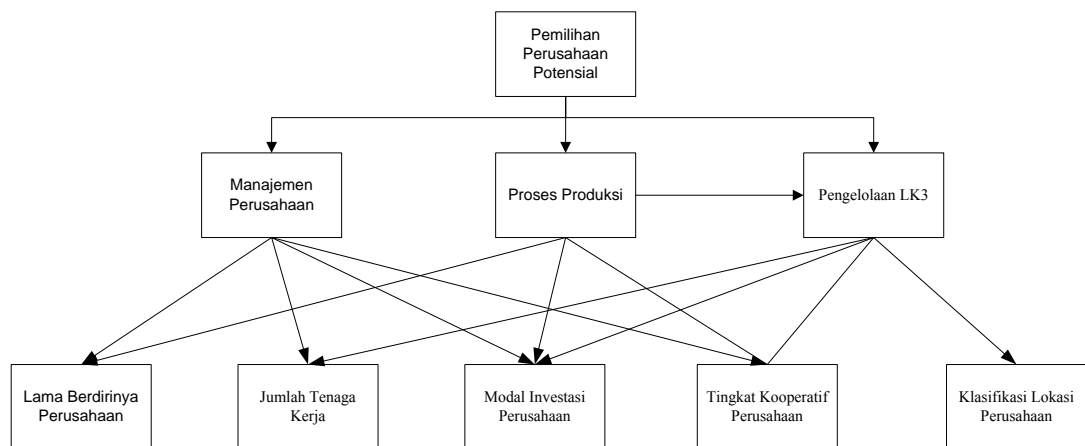 Pemilihan
Perusahaan
Potensial
Manajemen
Perusahaan
Proses Produksi
Pengelolaan LK3
Lama Berdirinya
Perusahaan
Jumlah Tenaga
Kerja
Modal Investasi
Perusahaan
Tingkat Kooperatif
Perusahaan
Klasifikasi Lokasi
Perusahaan